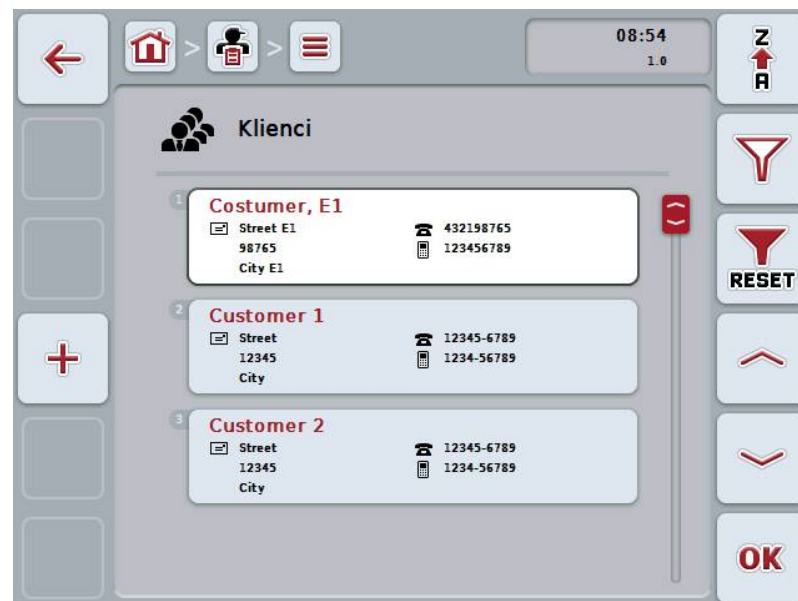 08:54
1.0
Z
A
Klienci
1
Costumer, E1
Street E1
432198765
98765
123456789
City E1
RESET
2
Customer 1
Street
12345-6789
12345
1234-56789
City
3
Customer 2
Street
12345-6789
12345
1234-56789
City
OK